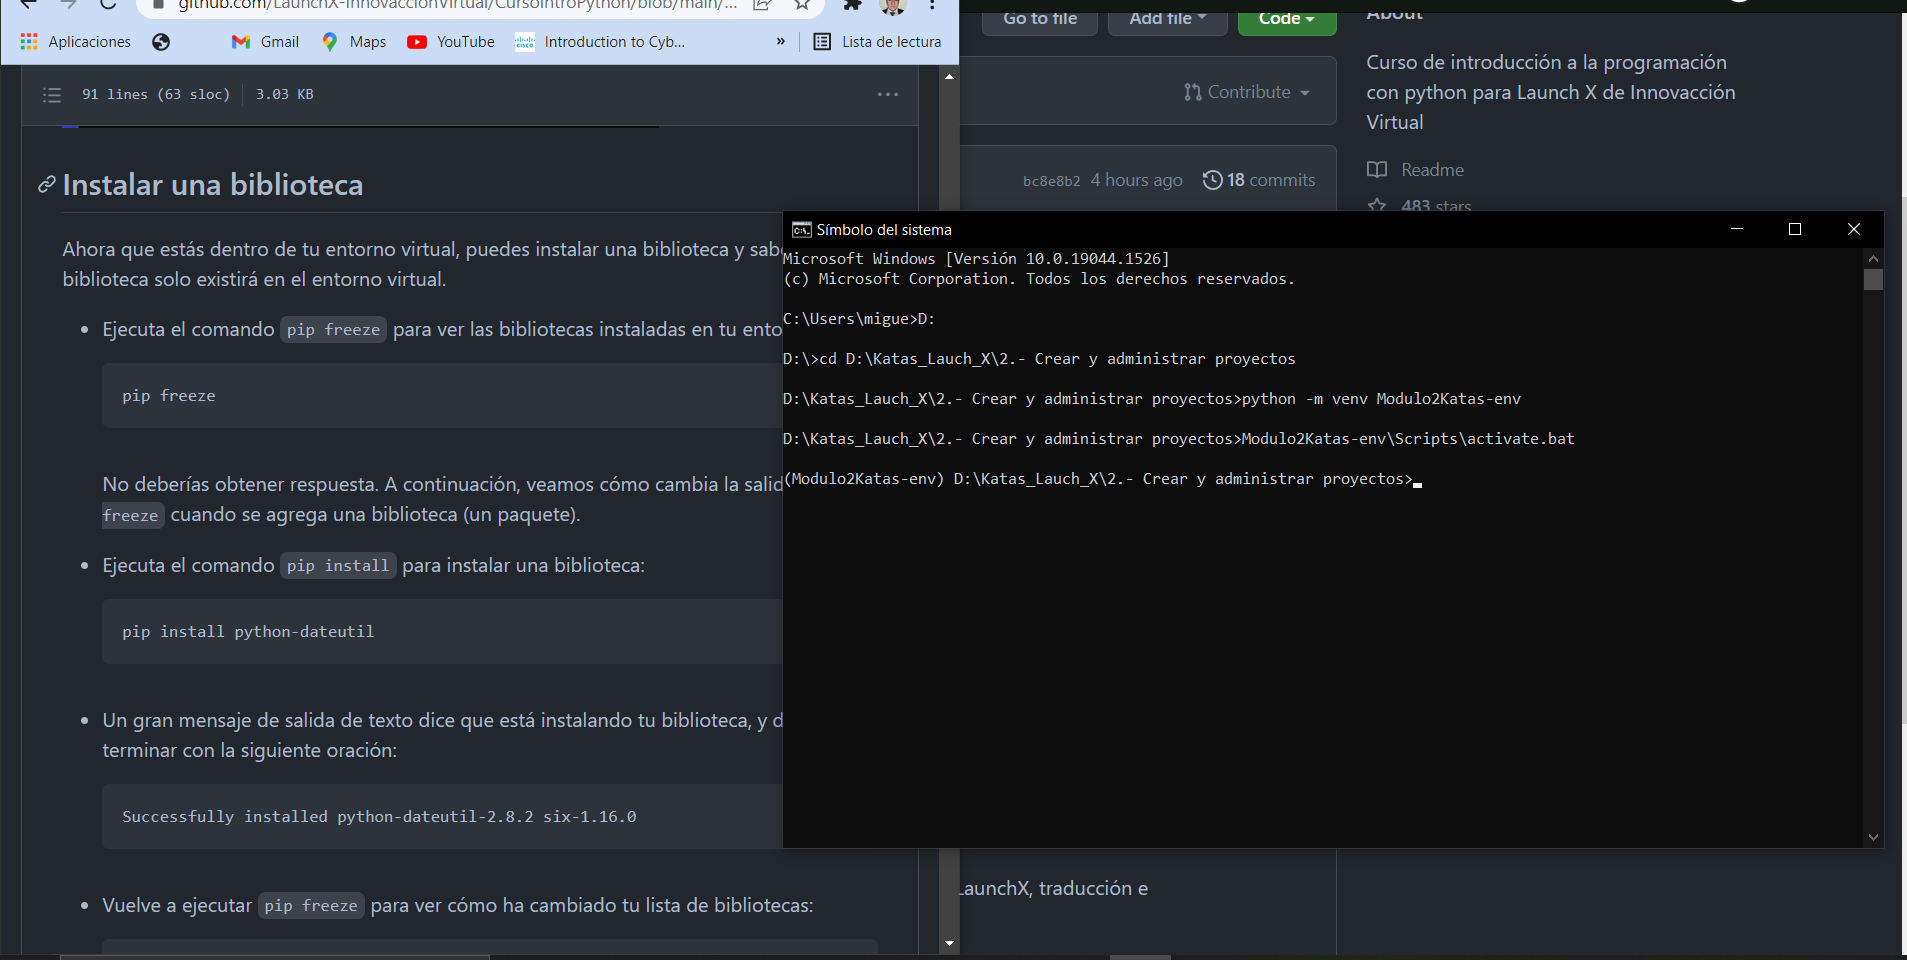 github.com/LaunchX-InnovaccionVirtual/CursoIntroPython/blob/main/...
Aplicaciones
Gmail
Maps
YouTube
Introduction to Cyb...
»
Lista de lectura
91 lines (63 sloc)
3.03 KB
Instalar una biblioteca
Ahora que estás dentro de tu entorno virtual, puedes instalar una biblioteca y sabe
biblioteca solo existirá en el entorno virtual.
Ejecuta el comando pip freeze para ver las bibliotecas instaladas en tu ento
pip freeze
No deberías obtener respuesta. A continuación, veamos cómo cambia la salid
freeze cuando se agrega una biblioteca (un paquete).
Ejecuta el comando pip install para instalar una biblioteca:
pip install python-dateutil
Un gran mensaje de salida de texto dice que está instalando tu biblioteca, y d
terminar con la siguiente oración:
Successfully installed python-dateutil-2.8.2 six-1.16.0
Vuelve a ejecutar pip freeze para ver cómo ha cambiado tu lista de bibliotecas:
Go to file
Add file
Code
Contribute
bc8e8b2 4 hours ago 18 commits
LaunchX, traducción e
About
Curso de introducción a la programación
con python para Launch X de Innovacción
Virtual
Readme
483 stars
Símbolo del sistema
Microsoft Windows [Versión 10.0.19044.1526]
(c) Microsoft Corporation. Todos los derechos reservados.
C:\Users\migue>D:
D:\>cd D:\Katas_Lauch_X\2.- Crear y administrar proyectos
D:\Katas_Lauch_X\2.- Crear y administrar proyectos>python -m venv Modulo2Katas-env
D:\Katas_Lauch_X\2.- Crear y administrar proyectos>Modulo2Katas-env\Scripts\activate.bat
(Modulo2Katas-env) D:\Katas_Lauch_X\2.- Crear y administrar proyectos>